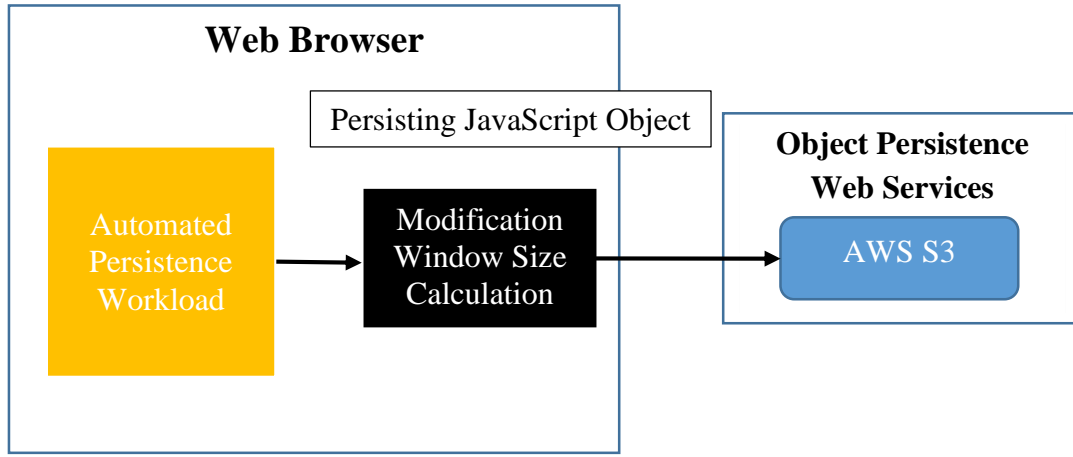 Web Browser
Persisting JavaScript Object
Automated
Persistence
Workload
Modification
Window Size
Calculation
Object Persistence
Web Services
AWS S3